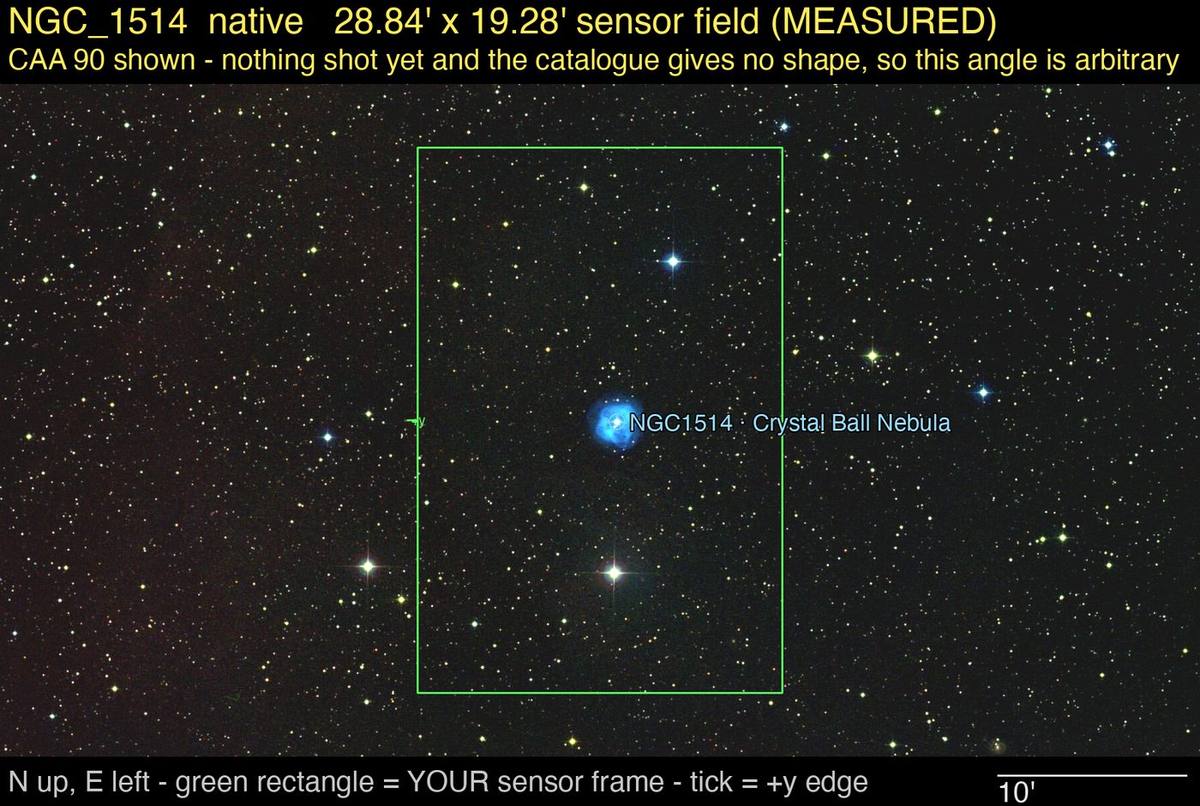 NGC_1514 native 28.84' x 19.28' sensor field (MEASURED)
CAA 90 shown - nothing shot yet and the catalogue gives no shape, so this angle is arbitrary
+y
NGC1514 · Crystal Ball Nebula
N up, E left - green rectangle = YOUR sensor frame - tick = +y edge
10'